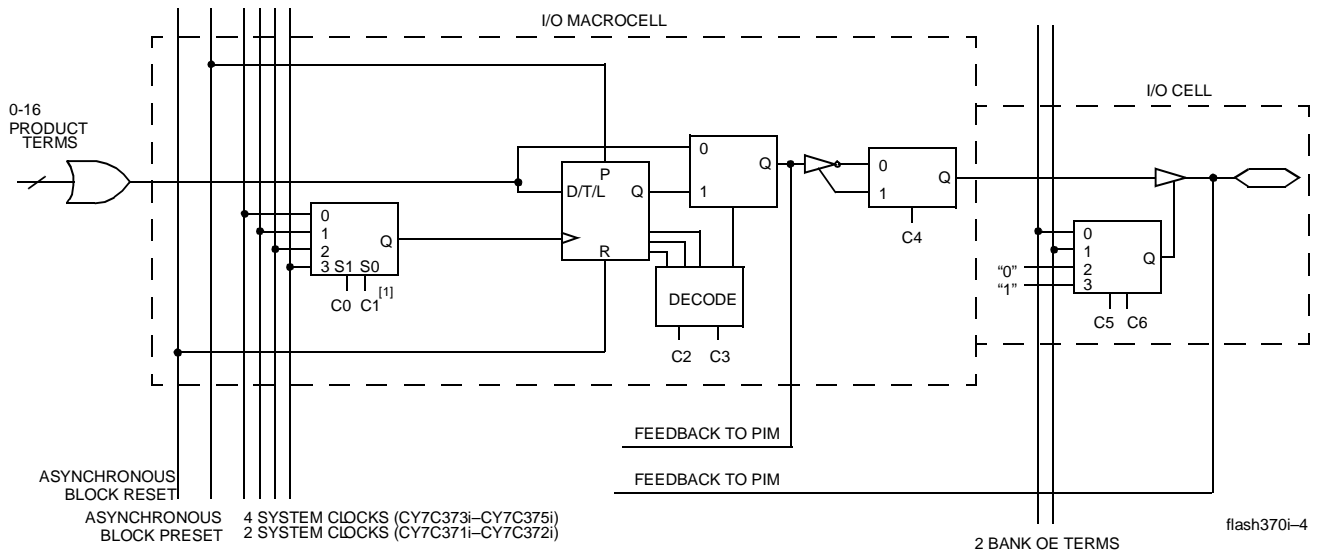 I/O MACROCELL
I/O CELL
0-16
PRODUCT
TERMS
0
Q
1
P
D/T/L
Q
R
0
Q
1
C4
0
1
2
3
Q
S1 S0
C0 C1[1]
DECODE
C2 C3
0
1
2
3
Q
"0"
"1"
C5 C6
FEEDBACK TO PIM
FEEDBACK TO PIM
ASYNCHRONOUS
BLOCK RESET
ASYNCHRONOUS
BLOCK PRESET
4 SYSTEM CLOCKS (CY7C373i–CY7C375i)
2 SYSTEM CLOCKS (CY7C371i–CY7C372i)
2 BANK OE TERMS
flash370i–4